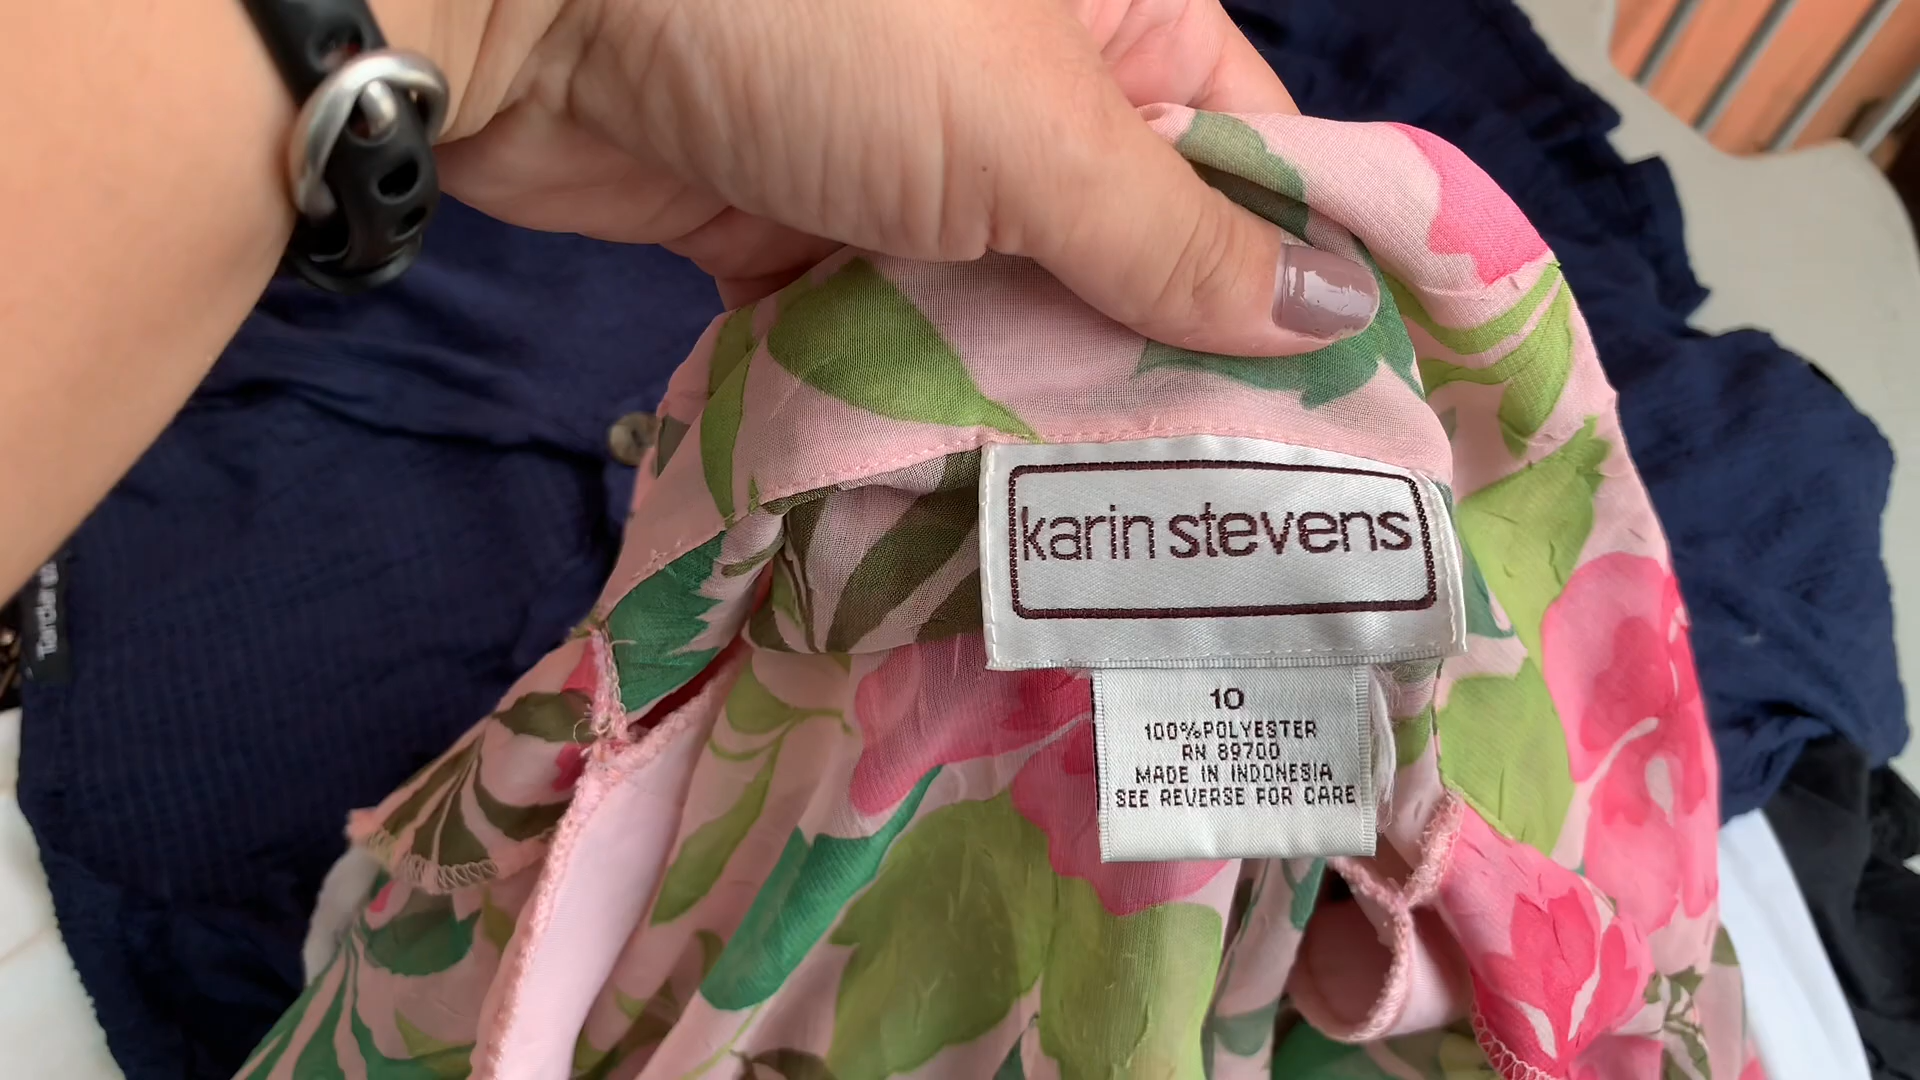 karin stevens
10
100%POLYESTER
RN 89700
MADE IN INDONESIA
SEE REVERSE FOR CARE